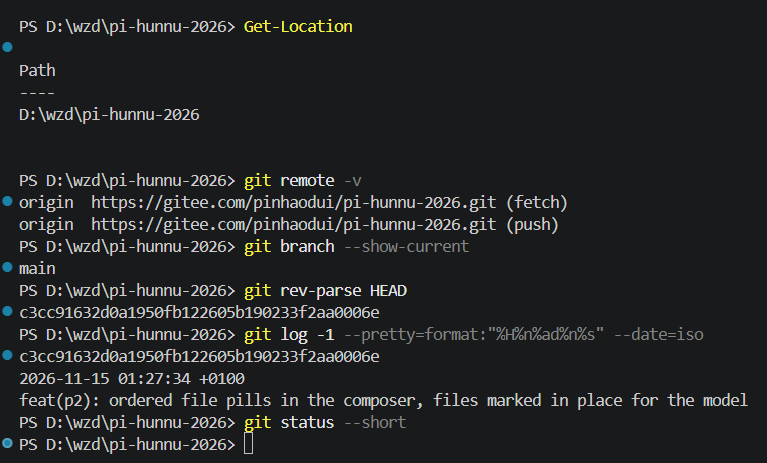 PS D:\wzd\pi-hunnu-2026> Get-Location
Path
----
D:\wzd\pi-hunnu-2026
PS D:\wzd\pi-hunnu-2026> git remote -v
origin  https://gitee.com/pinhaodui/pi-hunnu-2026.git (fetch)
origin  https://gitee.com/pinhaodui/pi-hunnu-2026.git (push)
PS D:\wzd\pi-hunnu-2026> git branch --show-current
main
PS D:\wzd\pi-hunnu-2026> git rev-parse HEAD
c3cc91632d0a1950fb122605b190233f2aa0006e
PS D:\wzd\pi-hunnu-2026> git log -1 --pretty=format:"%H%n%ad%n%s" --date=iso
c3cc91632d0a1950fb122605b190233f2aa0006e
2026-11-15 01:27:34 +0100
feat(p2): ordered file pills in the composer, files marked in place for the model
PS D:\wzd\pi-hunnu-2026> git status --short
PS D:\wzd\pi-hunnu-2026>